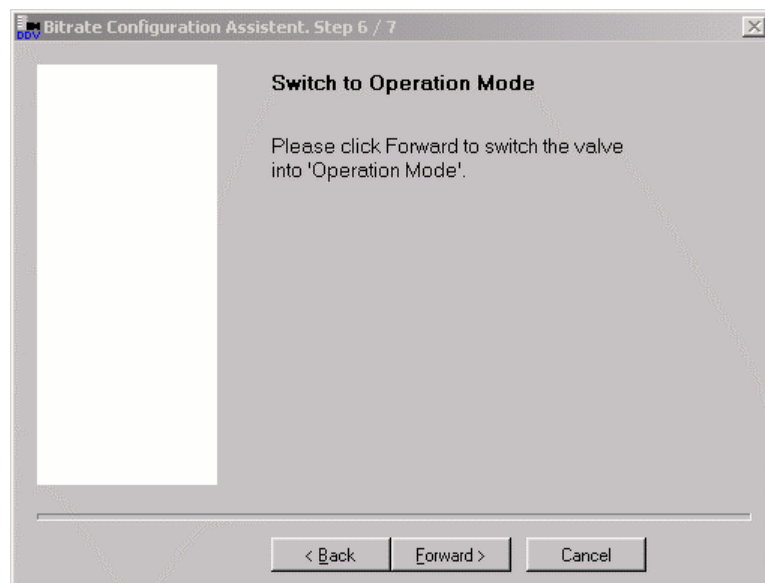 DDV
Bitrate Configuration Assistent. Step 6 / 7
Switch to Operation Mode
Please click Forward to switch the valve
into 'Operation Mode'.
< Back
Forward >
Cancel